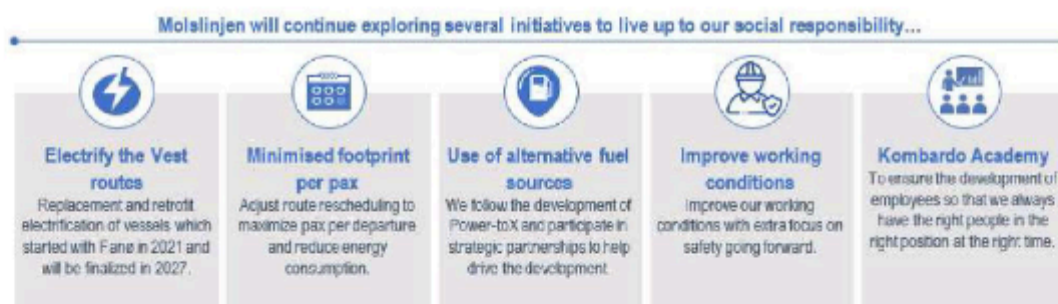 Molslinjen will continue exploring several initiatives to live up to our social responsibility...
Electrify the Vest
routes
Replacement and retrofit
electrification of vessels which
started with Fanø in 2021 and
will be finalized in 2027.
Minimised footprint
per pax
Adjust route rescheduling to
maximize pax per departure
and reduce energy
consumption.
Use of alternative fuel
sources
We follow the development of
Power-toX and participate in
strategic partnerships to help
drive the development
Improve working
conditions
Improve our working
conditions with extra focus on
safety going forward.
Kombardo Academy
To ensure the development of
employees so that we always
have the right people in the
right position at the right time.